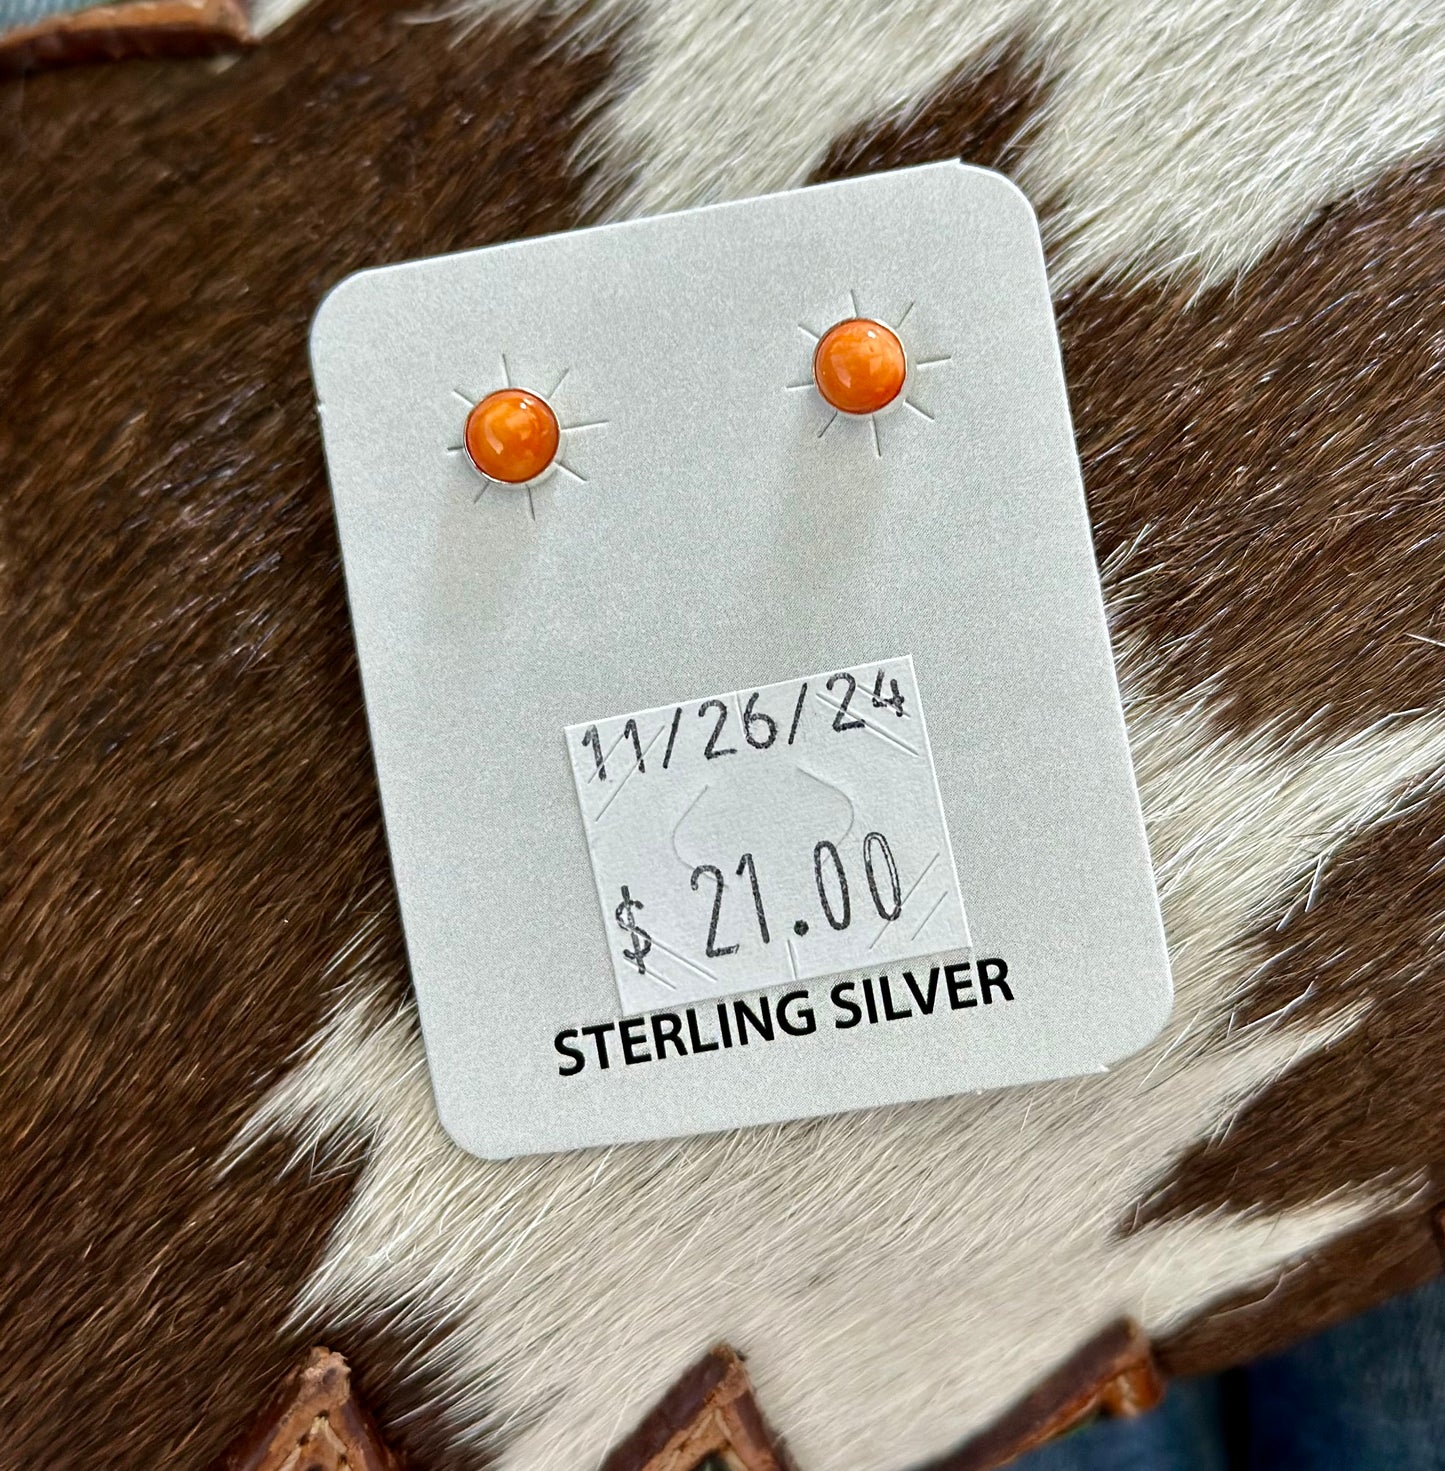 11/26/24
$ 21.00
STERLING SILVER